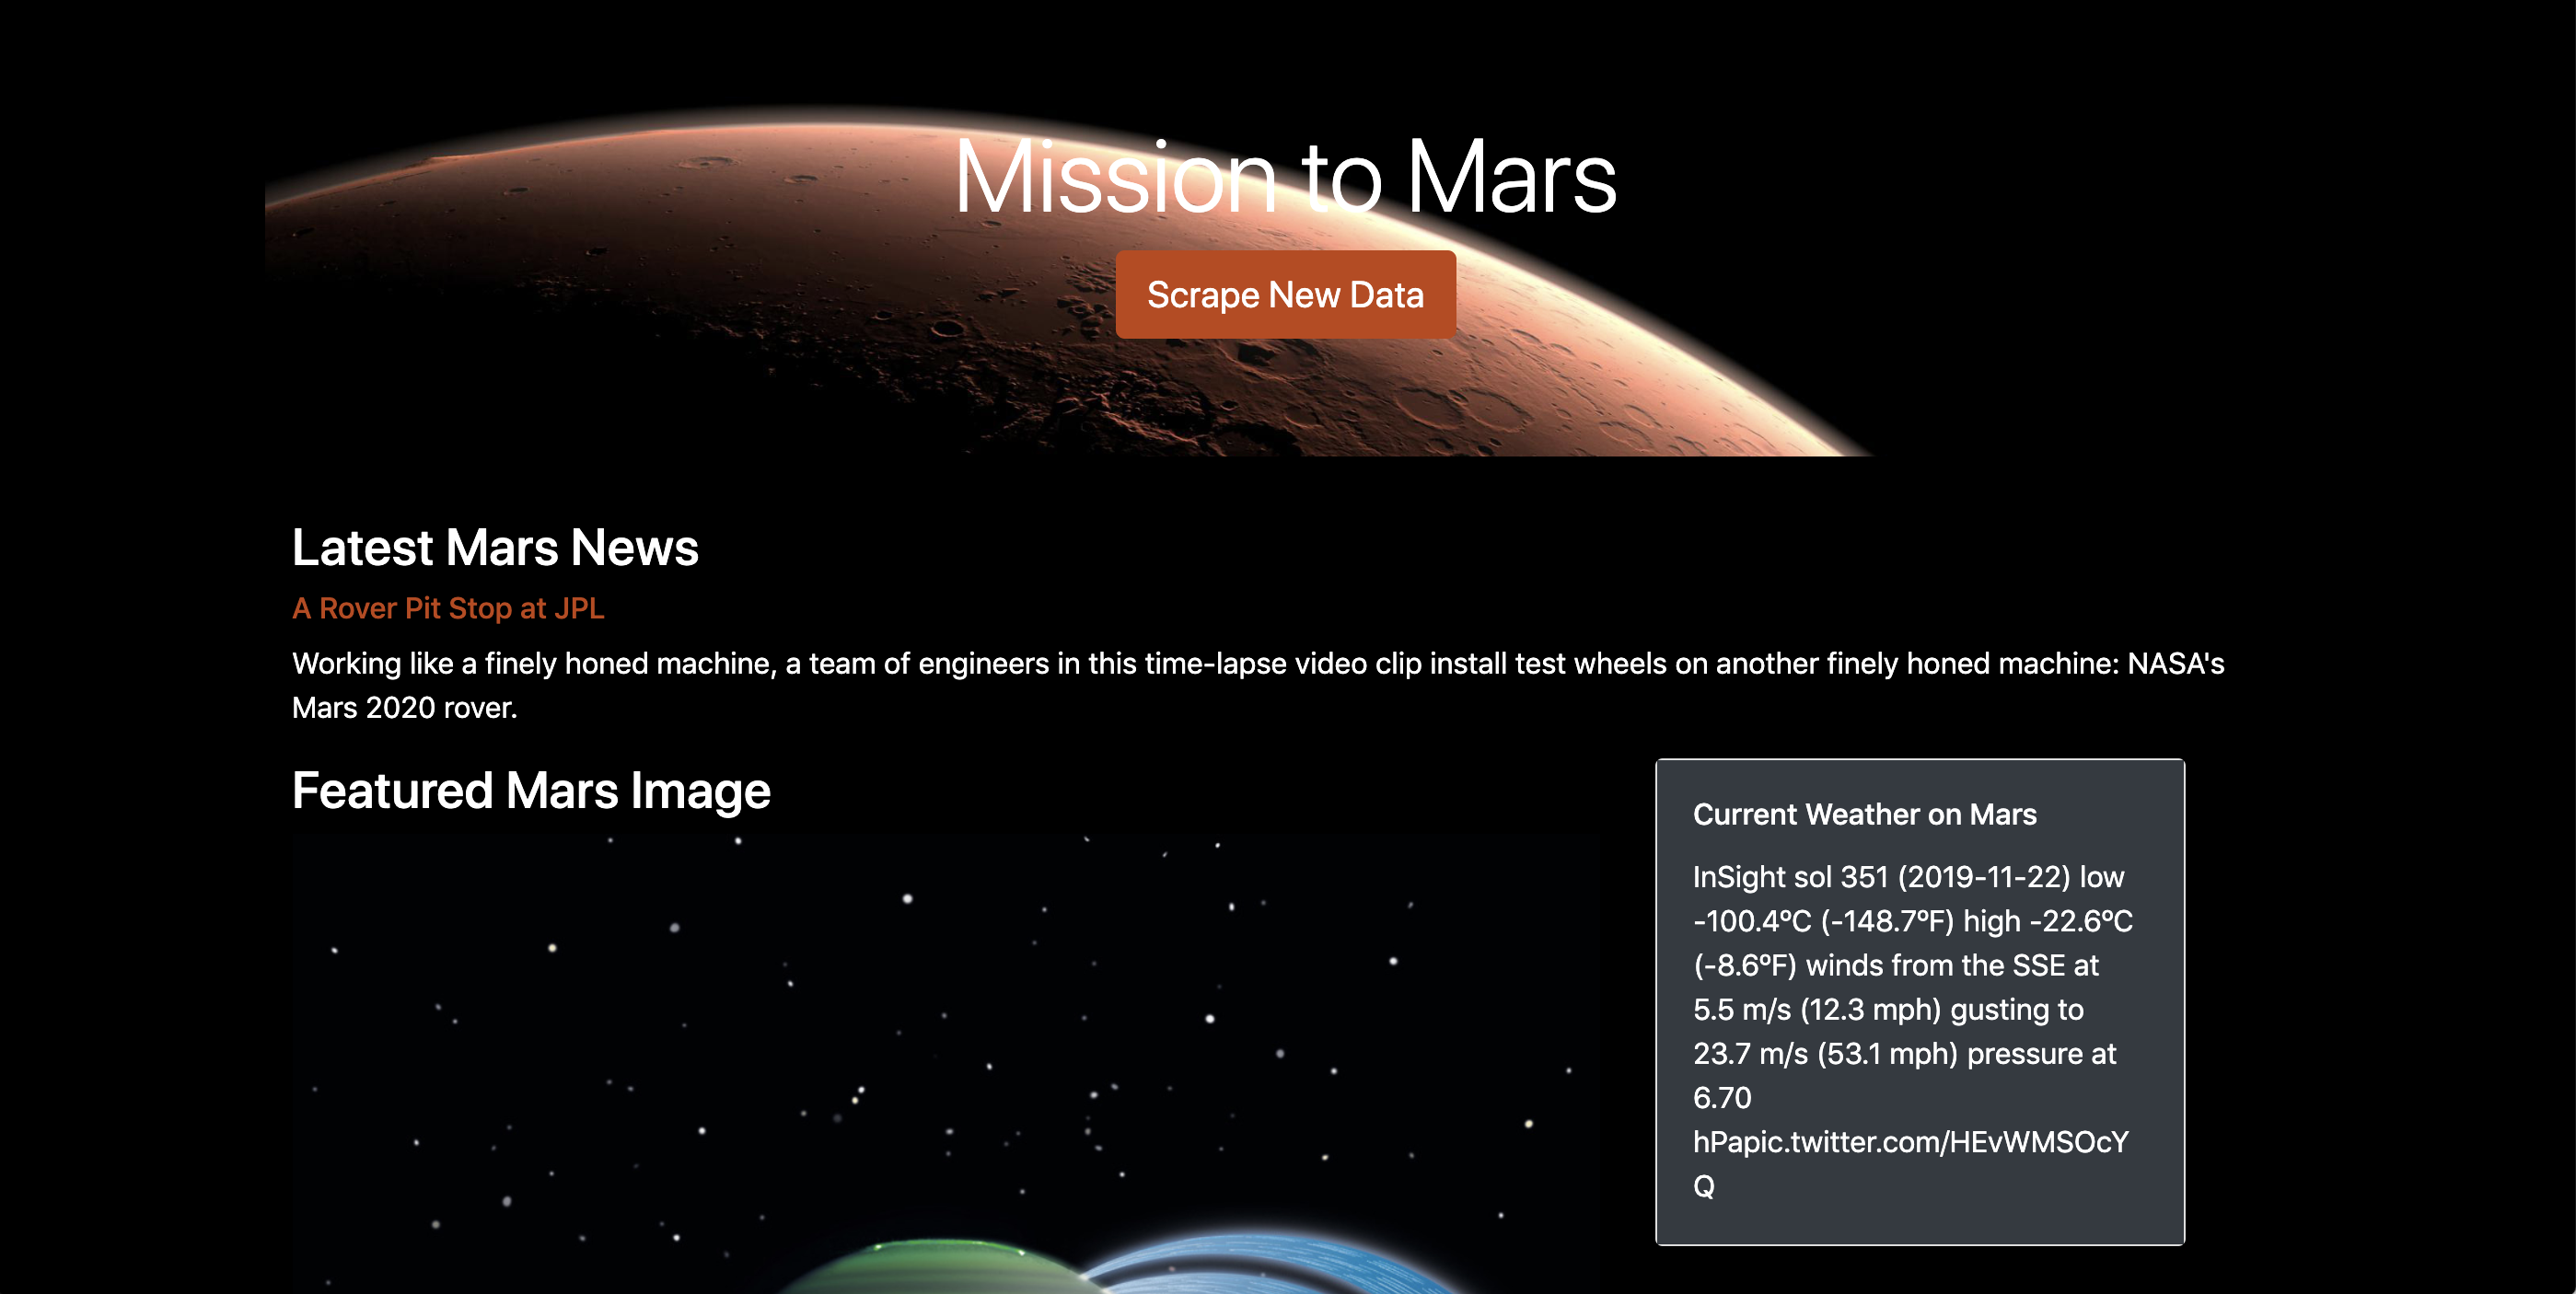 Mission to Mars
Scrape New Data
Latest Mars News
A Rover Pit Stop at JPL
Working like a finely honed machine, a team of engineers in this time-lapse video clip install test wheels on another finely honed machine: NASA's
Mars 2020 rover.
Featured Mars Image
Current Weather on Mars
InSight sol 351 (2019-11-22) low
-100.4ºC (-148.7ºF) high -22.6ºC
(-8.6ºF) winds from the SSE at
5.5 m/s (12.3 mph) gusting to
23.7 m/s (53.1 mph) pressure at
6.70
hPapic.twitter.com/HEvWMSOcY
Q